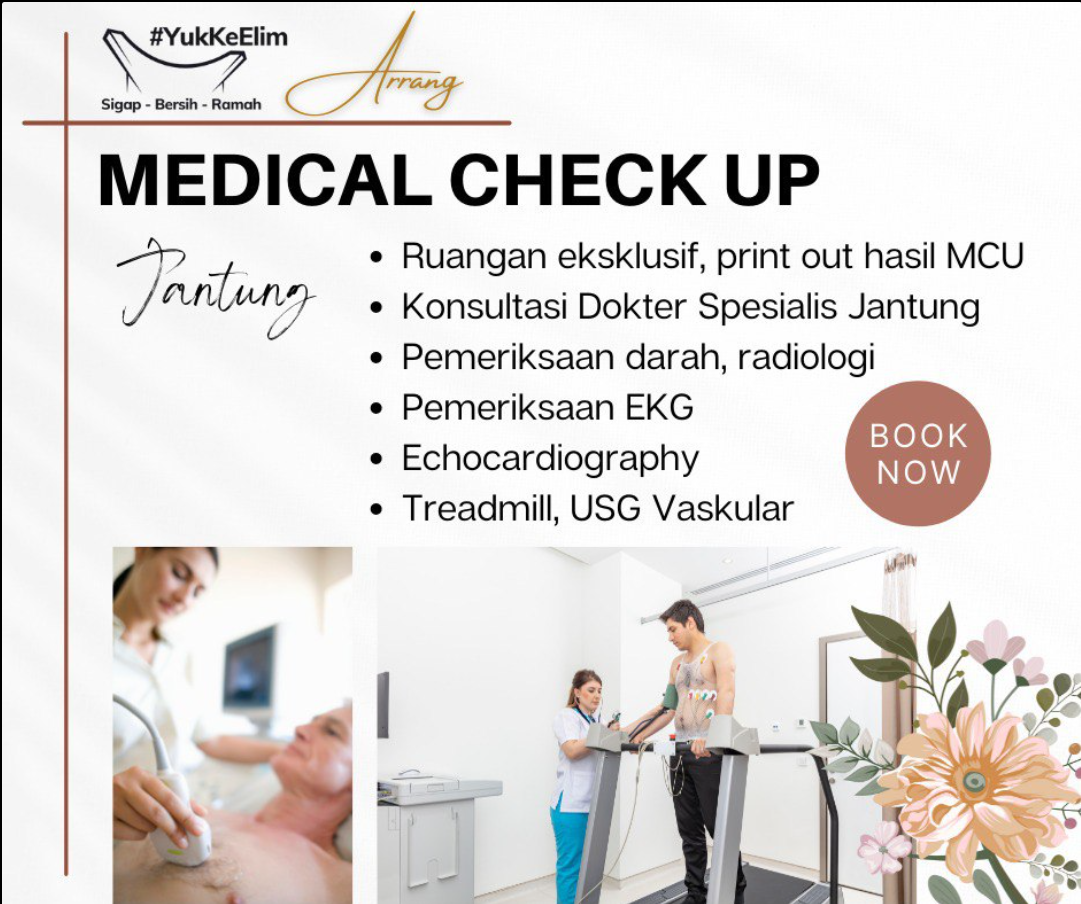 #YukKeElim
Sigap - Bersih - Ramah
Arrang
MEDICAL CHECK UP
Jantung
• Ruangan eksklusif, print out hasil MCU
• Konsultasi Dokter Spesialis Jantung
• Pemeriksaan darah, radiologi
• Pemeriksaan EKG
• Echocardiography
• Treadmill, USG Vaskular
BOOK
NOW